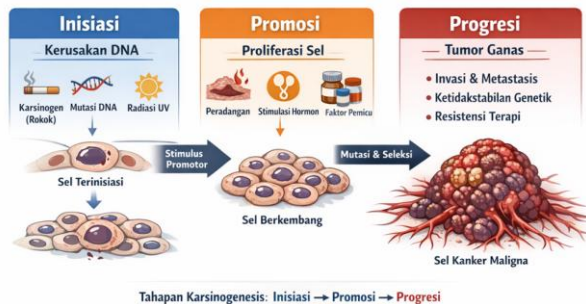 Inisiasi
Kerusakan DNA
Karsinogen
(Rokok)
Mutasi DNA
Radiasi UV
Sel Terinisiasi
Stimulus
Promotor
Promosi
Proliferasi Sel
Peradangan
Stimulasi Hormon
Faktor Pemicu
Sel Berkembang
Mutasi & Seleksi
Progresi
Tumor Ganas
• Invasi & Metastasis
• Ketidakstabilan Genetik
• Resistensi Terapi
Sel Kanker Maligna
Tahapan Karsinogenesis: Inisiasi → Promosi → Progresi